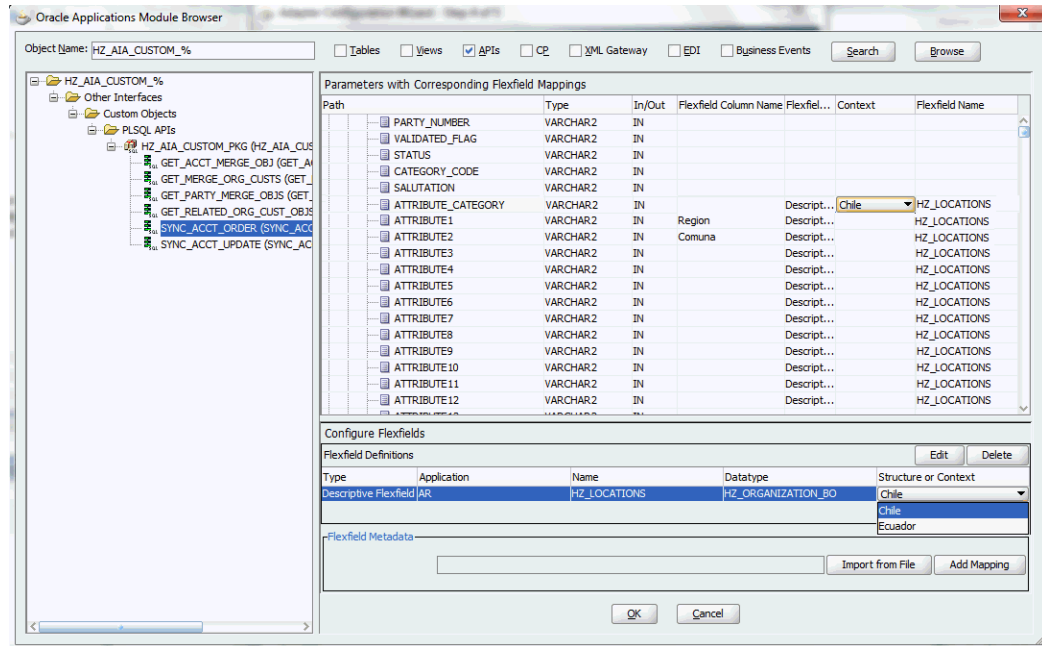 Oracle Applications Module Browser
Object Name: HZ_AIA_CUSTOM_% Tables Views APIs CP XML Gateway EDI Business Events Search Browse
HZ_AIA_CUSTOM_%
Other Interfaces
Custom Objects
PLSQL APIs
HZ_AIA_CUSTOM_PKG (HZ_AIA_CUS
GET_ACCT_MERGE_OBJ (GET_A
GET_MERGE_ORG_CUSTS (GET_
GET_PARTY_MERGE_OBJS (GET_
GET_RELATED_ORG_CUST_OBJS
SYNC_ACCT_ORDER (SYNC_ACC
SYNC_ACCT_UPDATE (SYNC_AC
Parameters with Corresponding Flexfield Mappings
Path Type In/Out Flexfield Column Name Flexfiel... Context Flexfield Name
PARTY_NUMBER VARCHAR2 IN
VALIDATED_FLAG VARCHAR2 IN
STATUS VARCHAR2 IN
CATEGORY_CODE VARCHAR2 IN
SALUTATION VARCHAR2 IN
ATTRIBUTE_CATEGORY VARCHAR2 IN Descript... Chile HZ_LOCATIONS
ATTRIBUTE1 VARCHAR2 IN Region Descript... HZ_LOCATIONS
ATTRIBUTE2 VARCHAR2 IN Comuna Descript... HZ_LOCATIONS
ATTRIBUTE3 VARCHAR2 IN Descript... HZ_LOCATIONS
ATTRIBUTE4 VARCHAR2 IN Descript... HZ_LOCATIONS
ATTRIBUTE5 VARCHAR2 IN Descript... HZ_LOCATIONS
ATTRIBUTE6 VARCHAR2 IN Descript... HZ_LOCATIONS
ATTRIBUTE7 VARCHAR2 IN Descript... HZ_LOCATIONS
ATTRIBUTE8 VARCHAR2 IN Descript... HZ_LOCATIONS
ATTRIBUTE9 VARCHAR2 IN Descript... HZ_LOCATIONS
ATTRIBUTE10 VARCHAR2 IN Descript... HZ_LOCATIONS
ATTRIBUTE11 VARCHAR2 IN Descript... HZ_LOCATIONS
ATTRIBUTE12 VARCHAR2 IN Descript... HZ_LOCATIONS
Configure Flexfields
Flexfield Definitions Edit Delete
Type Application Name Datatype Structure or Context
Descriptive Flexfield AR HZ_LOCATIONS HZ_ORGANIZATION_BO Chile
Chile
Ecuador
Flexfield Metadata
Import from File Add Mapping
OK Cancel